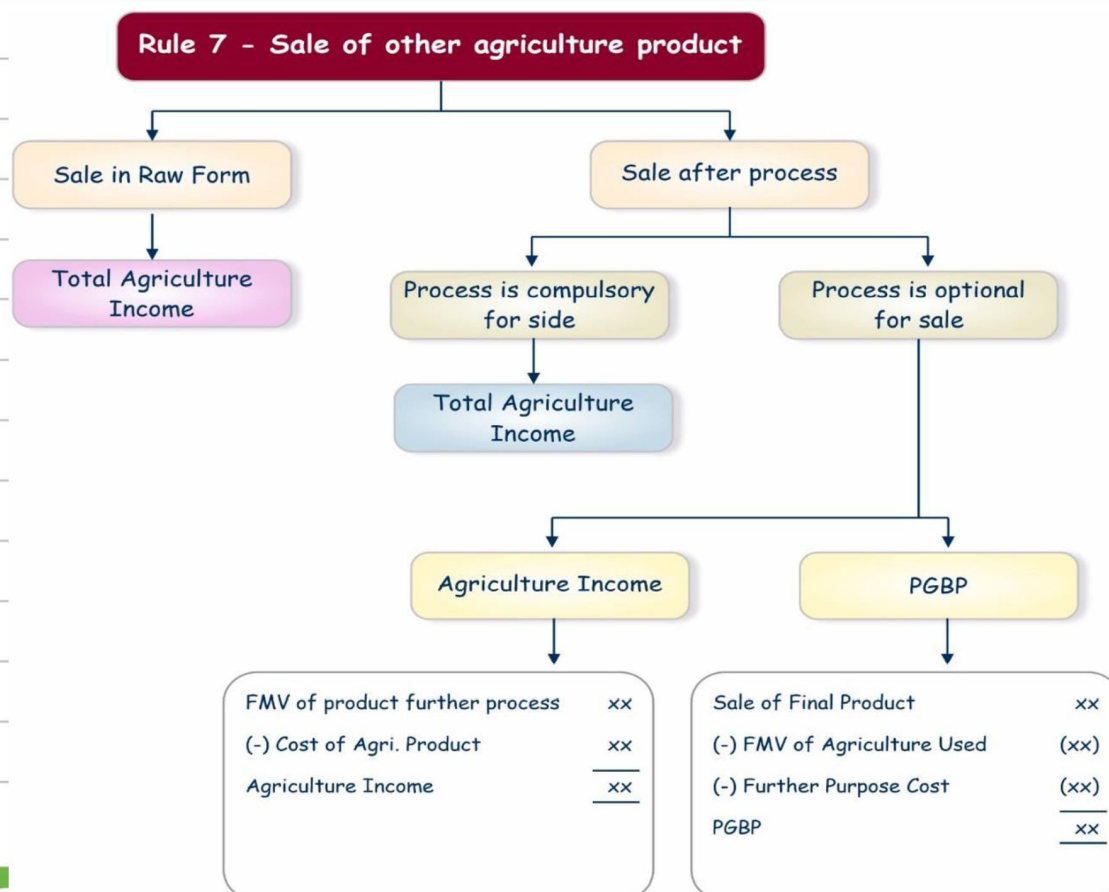 Rule 7 - Sale of other agriculture product
Sale in Raw Form
Sale after process
Total Agriculture
Income
Process is compulsory
for side
Process is optional
for sale
Total Agriculture
Income
Agriculture Income
PGBP
FMV of product further process xx
(-) Cost of Agri. Product xx
Agriculture Income xx
Sale of Final Product xx
(-) FMV of Agriculture Used (xx)
(-) Further Purpose Cost (xx)
PGBP xx